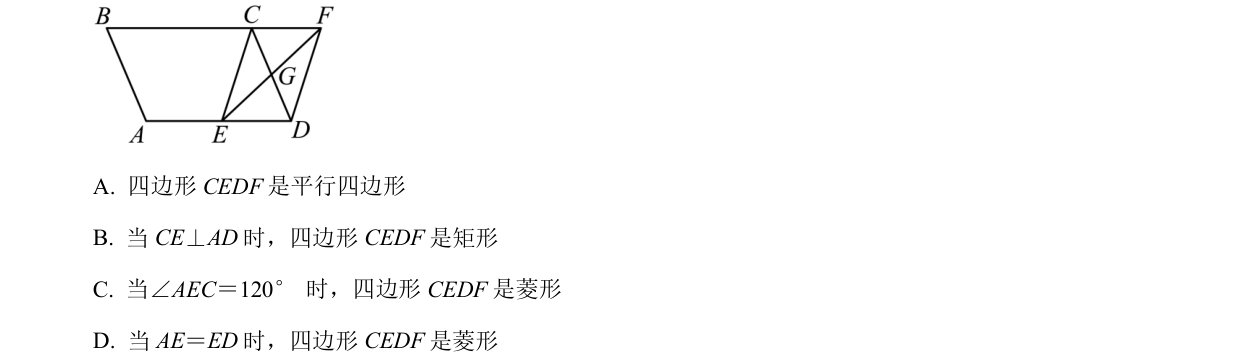 B C F
G
A E D
A. 四边形 CEDF 是平行四边形
B. 当 CE⊥AD 时，四边形 CEDF 是矩形
C. 当∠AEC＝120° 时，四边形 CEDF 是菱形
D. 当 AE＝ED 时，四边形 CEDF 是菱形